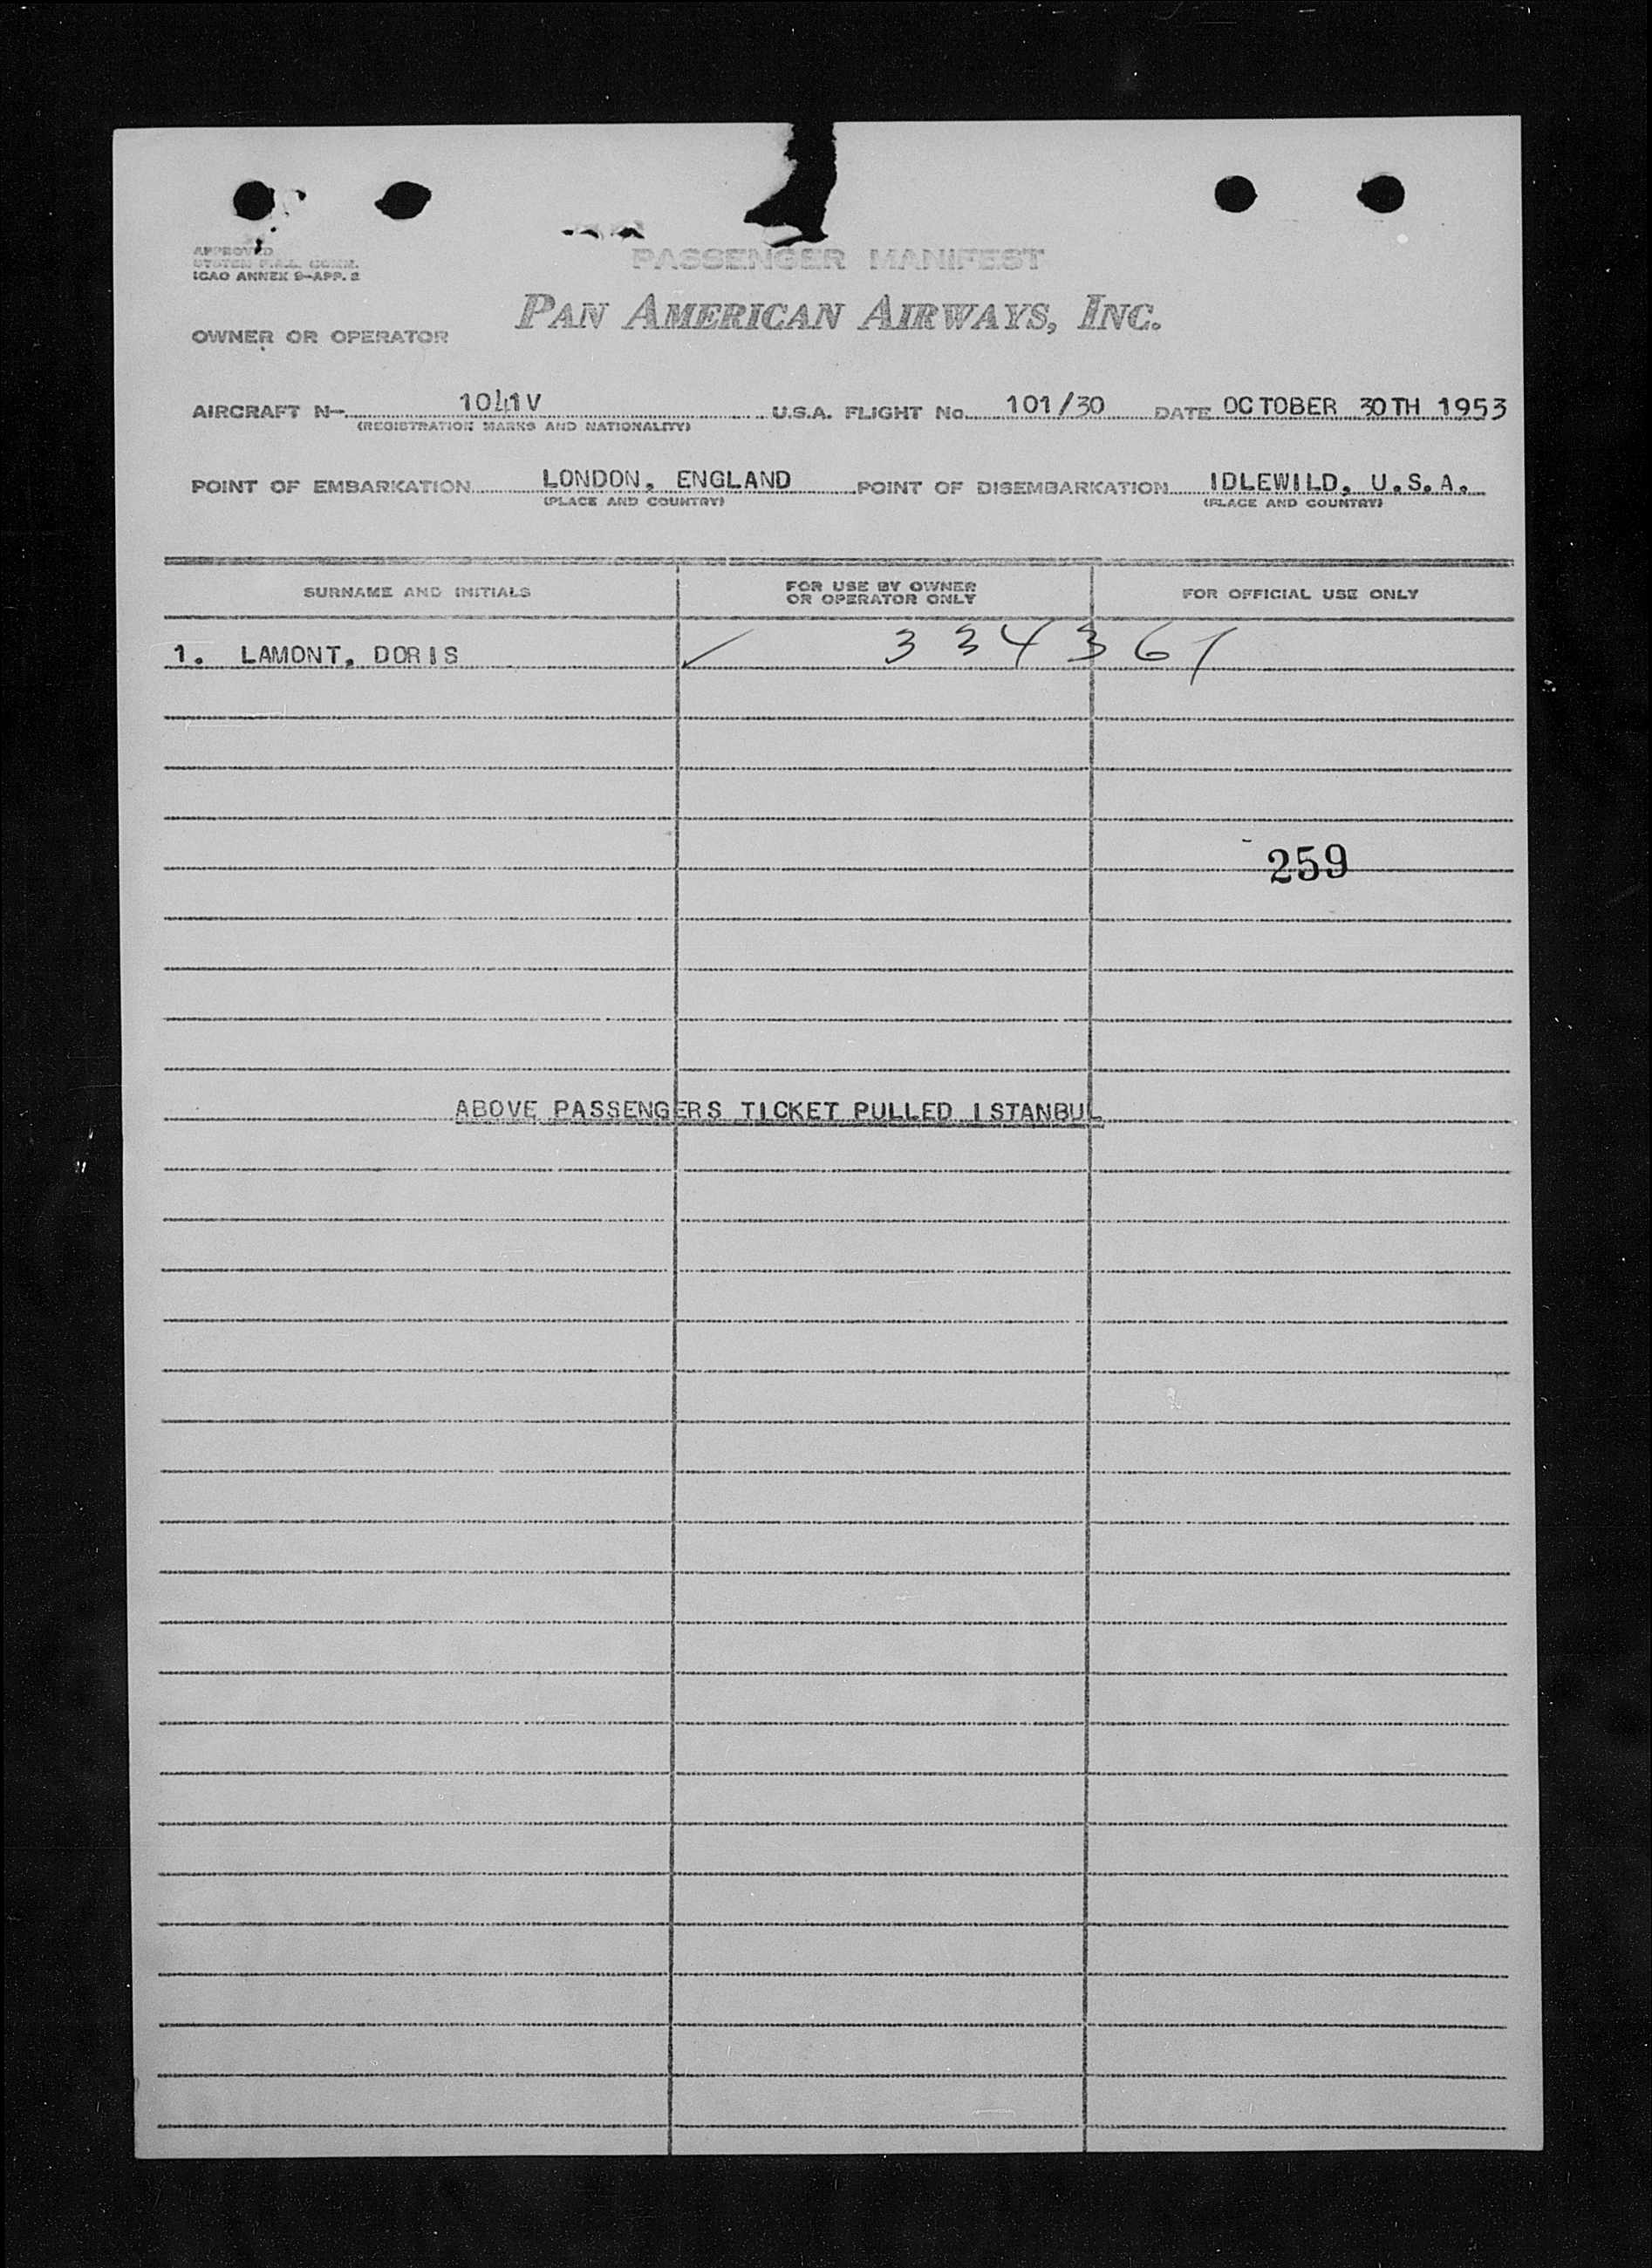 APPROVED
SYSTEM F.A.L. COMM.
ICAO ANNEX 9-APP. 2
PASSENGER MANIFEST
PAN AMERICAN AIRWAYS, INC.
OWNER OR OPERATOR
AIRCRAFT N- 1041V U.S.A. FLIGHT No. 101/30 DATE OCTOBER 30TH 1953
(REGISTRATION MARKS AND NATIONALITY)
POINT OF EMBARKATION LONDON, ENGLAND POINT OF DISEMBARKATION IDLEWILD, U.S.A.
(PLACE AND COUNTRY) (PLACE AND COUNTRY)
SURNAME AND INITIALS FOR USE BY OWNER OR OPERATOR ONLY FOR OFFICIAL USE ONLY
1. LAMONT, DORIS ✓ 334361
259
ABOVE PASSENGERS TICKET PULLED ISTANBUL